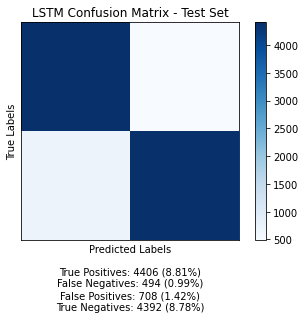 LSTM Confusion Matrix - Test Set
True Labels
Predicted Labels
4000
3500
3000
2500
2000
1500
1000
500
True Positives: 4406 (8.81%)
False Negatives: 494 (0.99%)
False Positives: 708 (1.42%)
True Negatives: 4392 (8.78%)